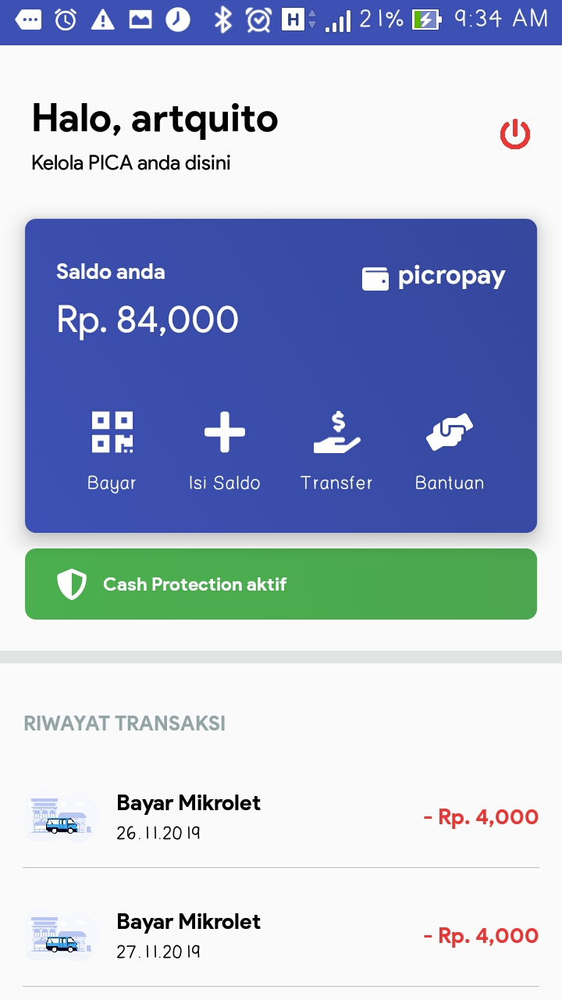 H 21% 9:34 AM
Halo, artquito
Kelola PICA anda disini
Saldo anda
picropay
Rp. 84,000
Bayar Isi Saldo Transfer Bantuan
Cash Protection aktif
RIWAYAT TRANSAKSI
Bayar Mikrolet
- Rp. 4,000
26.11.2019
Bayar Mikrolet
- Rp. 4,000
27.11.2019